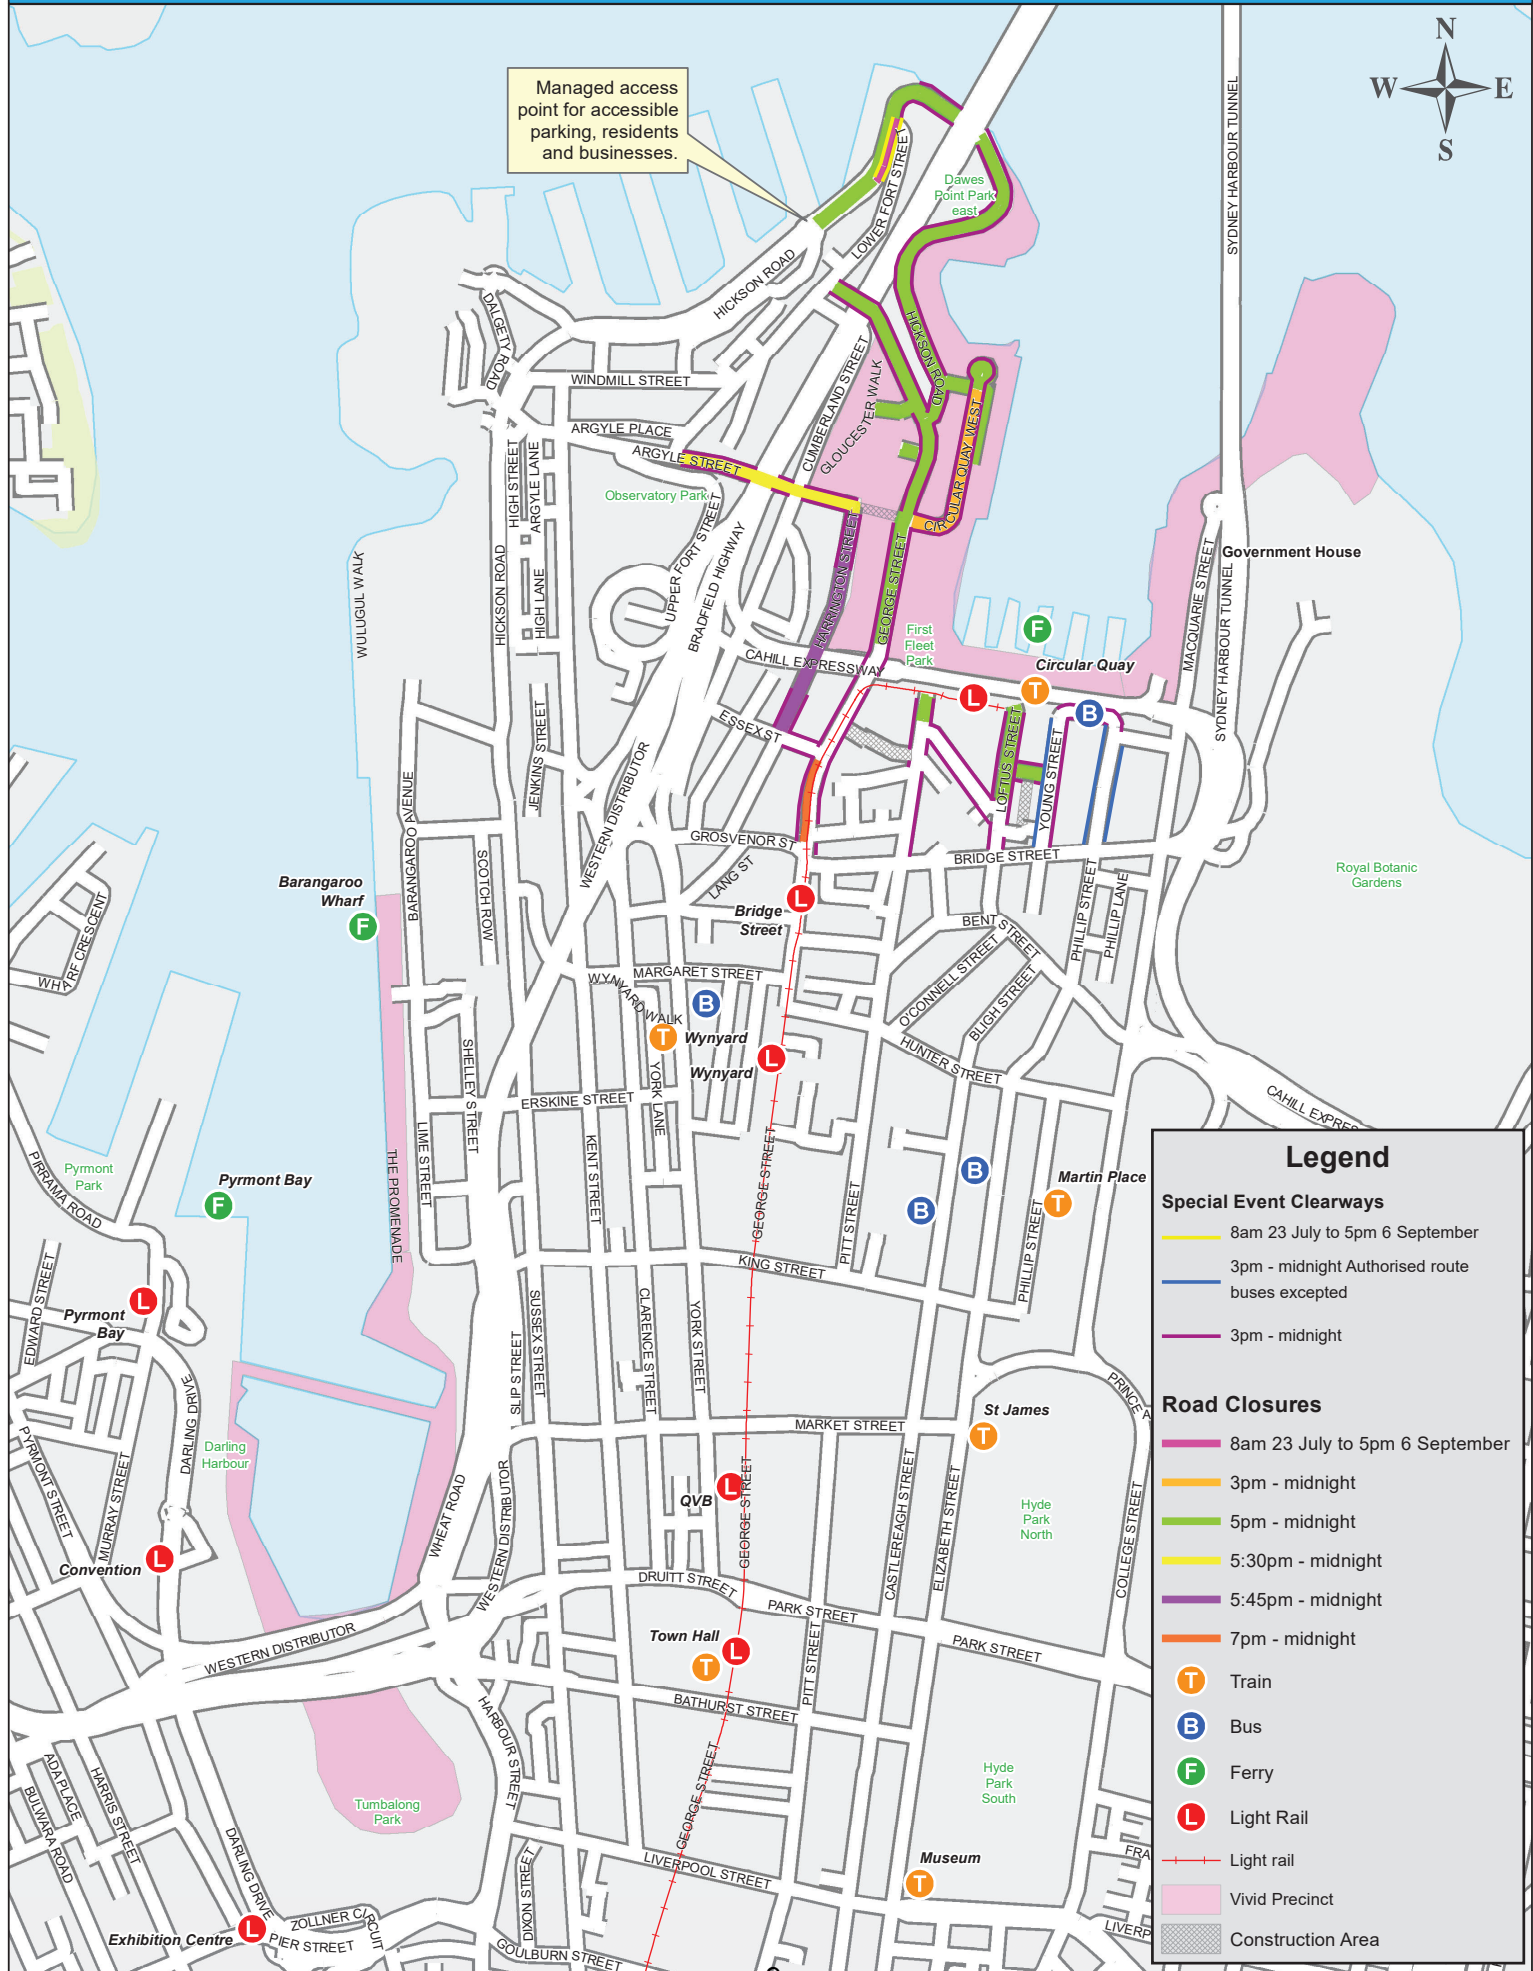 N
W
E
S
Managed access
point for accessible
parking, residents
and businesses.
SYDNEY HARBOUR TUNNEL
SYDNEY HARBOUR TUNNEL
LOWER FORT STREET
Dawes
Point Park
east
HICKSON ROAD
DALGETY ROAD
HICKSON ROAD
WINDMILL STREET
CUMBERLAND STREET
GLOUCESTER WALK
CIRCULAR QUAY WEST
ARGYLE PLACE
ARGYLE STREET
HIGH STREET
ARGYLE LANE
Observatory Park
UPPER FORT STREET
BRADFIELD HIGHWAY
HARRINGTON STREET
GEORGE STREET
WULUGUL WALK
HICKSON ROAD
HIGH LANE
MACQUARIE STREET
Government House
SYDNEY HARBOUR TUNNEL
First
Fleet
Park
F
Circular Quay
CAHILL EXPRESSWAY
L
T
B
ESSEX ST
LOFTUS STREET
YOUNG STREET
JENKINS STREET
WESTERN DISTRIBUTOR
BARANGAROO AVENUE
SCOTCH ROW
GROSVENOR ST
LANG ST
BRIDGE STREET
Royal Botanic
Gardens
Barangaroo
Wharf
F
L
Bridge
Street
PHILLIP STREET
PHILLIP LANE
BENT STREET
WHARF CRESCENT
O'CONNELL STREET
BLIGH STREET
MARGARET STREET
WYNYARD WALK
B
T
Wynyard
L
Wynyard
HUNTER STREET
CAHILL EXPRES
SHELLEY STREET
YORK LANE
ERSKINE STREET
LIME STREET
KENT STREET
GEORGE STREET
THE PROMENADE
PIRRAMA ROAD
Pyrmont
Park
Pyrmont Bay
F
B
B
Martin Place
T
PITT STREET
PHILLIP STREET
KING STREET
EDWARD STREET
L
Pyrmont
Bay
SUSSEX STREET
SLIP STREET
CLARENCE STREET
YORK STREET
DARLING DRIVE
PRINCE A
St James
T
MARKET STREET
PYRMONT STREET
MURRAY STREET
Darling
Harbour
WHEAT ROAD
WESTERN DISTRIBUTOR
L
QVB
GEORGE STREET
CASTLEREAGH STREET
ELIZABETH STREET
Hyde
Park
North
COLLEGE STREET
L
Convention
DRUITT STREET
PARK STREET
PARK STREET
WESTERN DISTRIBUTOR
Town Hall
L
T
PITT STREET
BATHURST STREET
HARBOUR STREET
GEORGE STREET
ADA PLACE
HARRIS STREET
BULWARA ROAD
Tumbalong
Park
Hyde
Park
South
DARLING DRIVE
DIXON STREET
LIVERPOOL STREET
Museum
T
FRA
LIVERP
Exhibition Centre
L
ZOLLNER CIRCUIT
PIER STREET
GOULBURN STREET
Legend
Special Event Clearways
8am 23 July to 5pm 6 September
3pm - midnight Authorised route
buses excepted
3pm - midnight
Road Closures
8am 23 July to 5pm 6 September
3pm - midnight
5pm - midnight
5:30pm - midnight
5:45pm - midnight
7pm - midnight
T Train
B Bus
F Ferry
L Light Rail
Light rail
Vivid Precinct
Construction Area